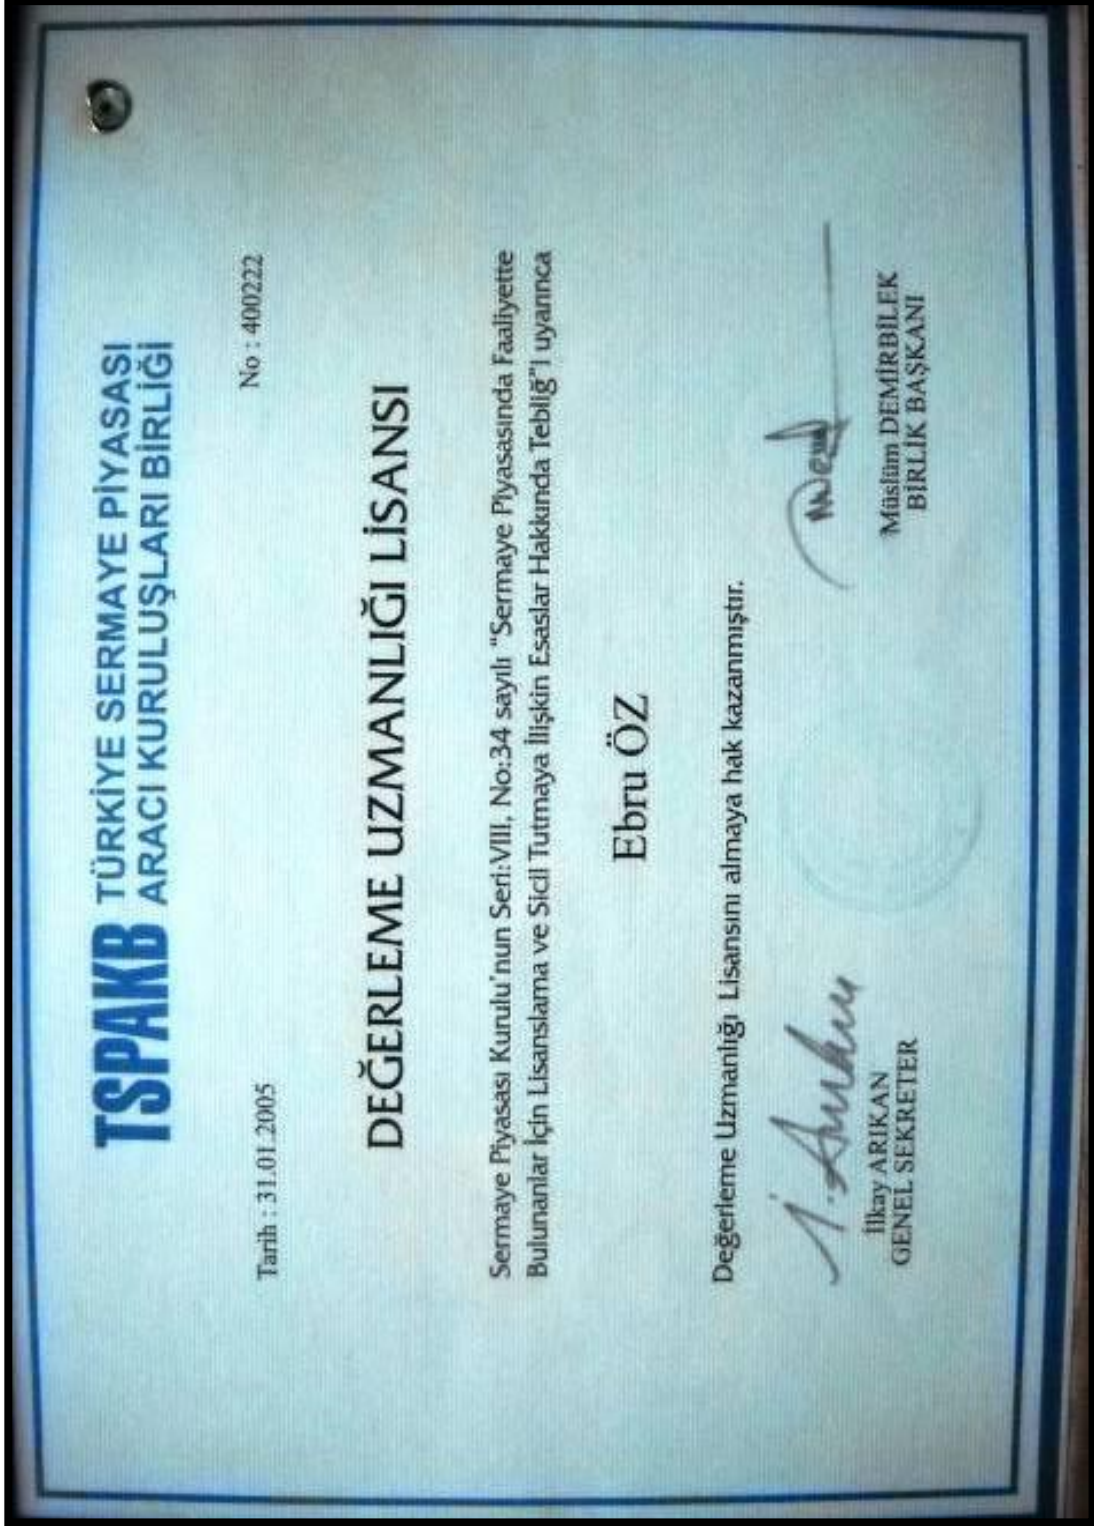 TSPAKB TÜRKİYE SERMAYE PİYASASI
ARACI KURULUŞLARI BİRLİĞİ
Tarih : 31.01.2005
No : 400222
DEĞERLEME UZMANLIĞI LİSANSI
Sermaye Piyasası Kurulu'nun Seri:VIII, No:34 sayılı "Sermaye Piyasasında Faaliyette
Bulunanlar İçin Lisanslama ve Sicil Tutmaya İlişkin Esaslar Hakkında Tebliğ"i uyarınca
Ebru ÖZ
Değerleme Uzmanlığı Lisansını almaya hak kazanmıştır.
İ. Arıkan
İlkay ARIKAN
GENEL SEKRETER
Müslüm DEMİRBİLEK
BİRLİK BAŞKANI